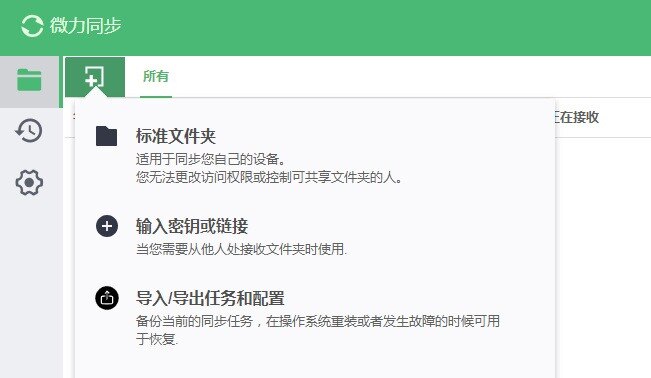 微力同步
所有
正在接收
标准文件夹
适用于同步您自己的设备。
您无法更改访问权限或控制可共享文件夹的人。
输入密钥或链接
当您需要从他人处接收文件夹时使用.
导入/导出任务和配置
备份当前的同步任务，在操作系统重装或者发生故障的时候可用
于恢复.